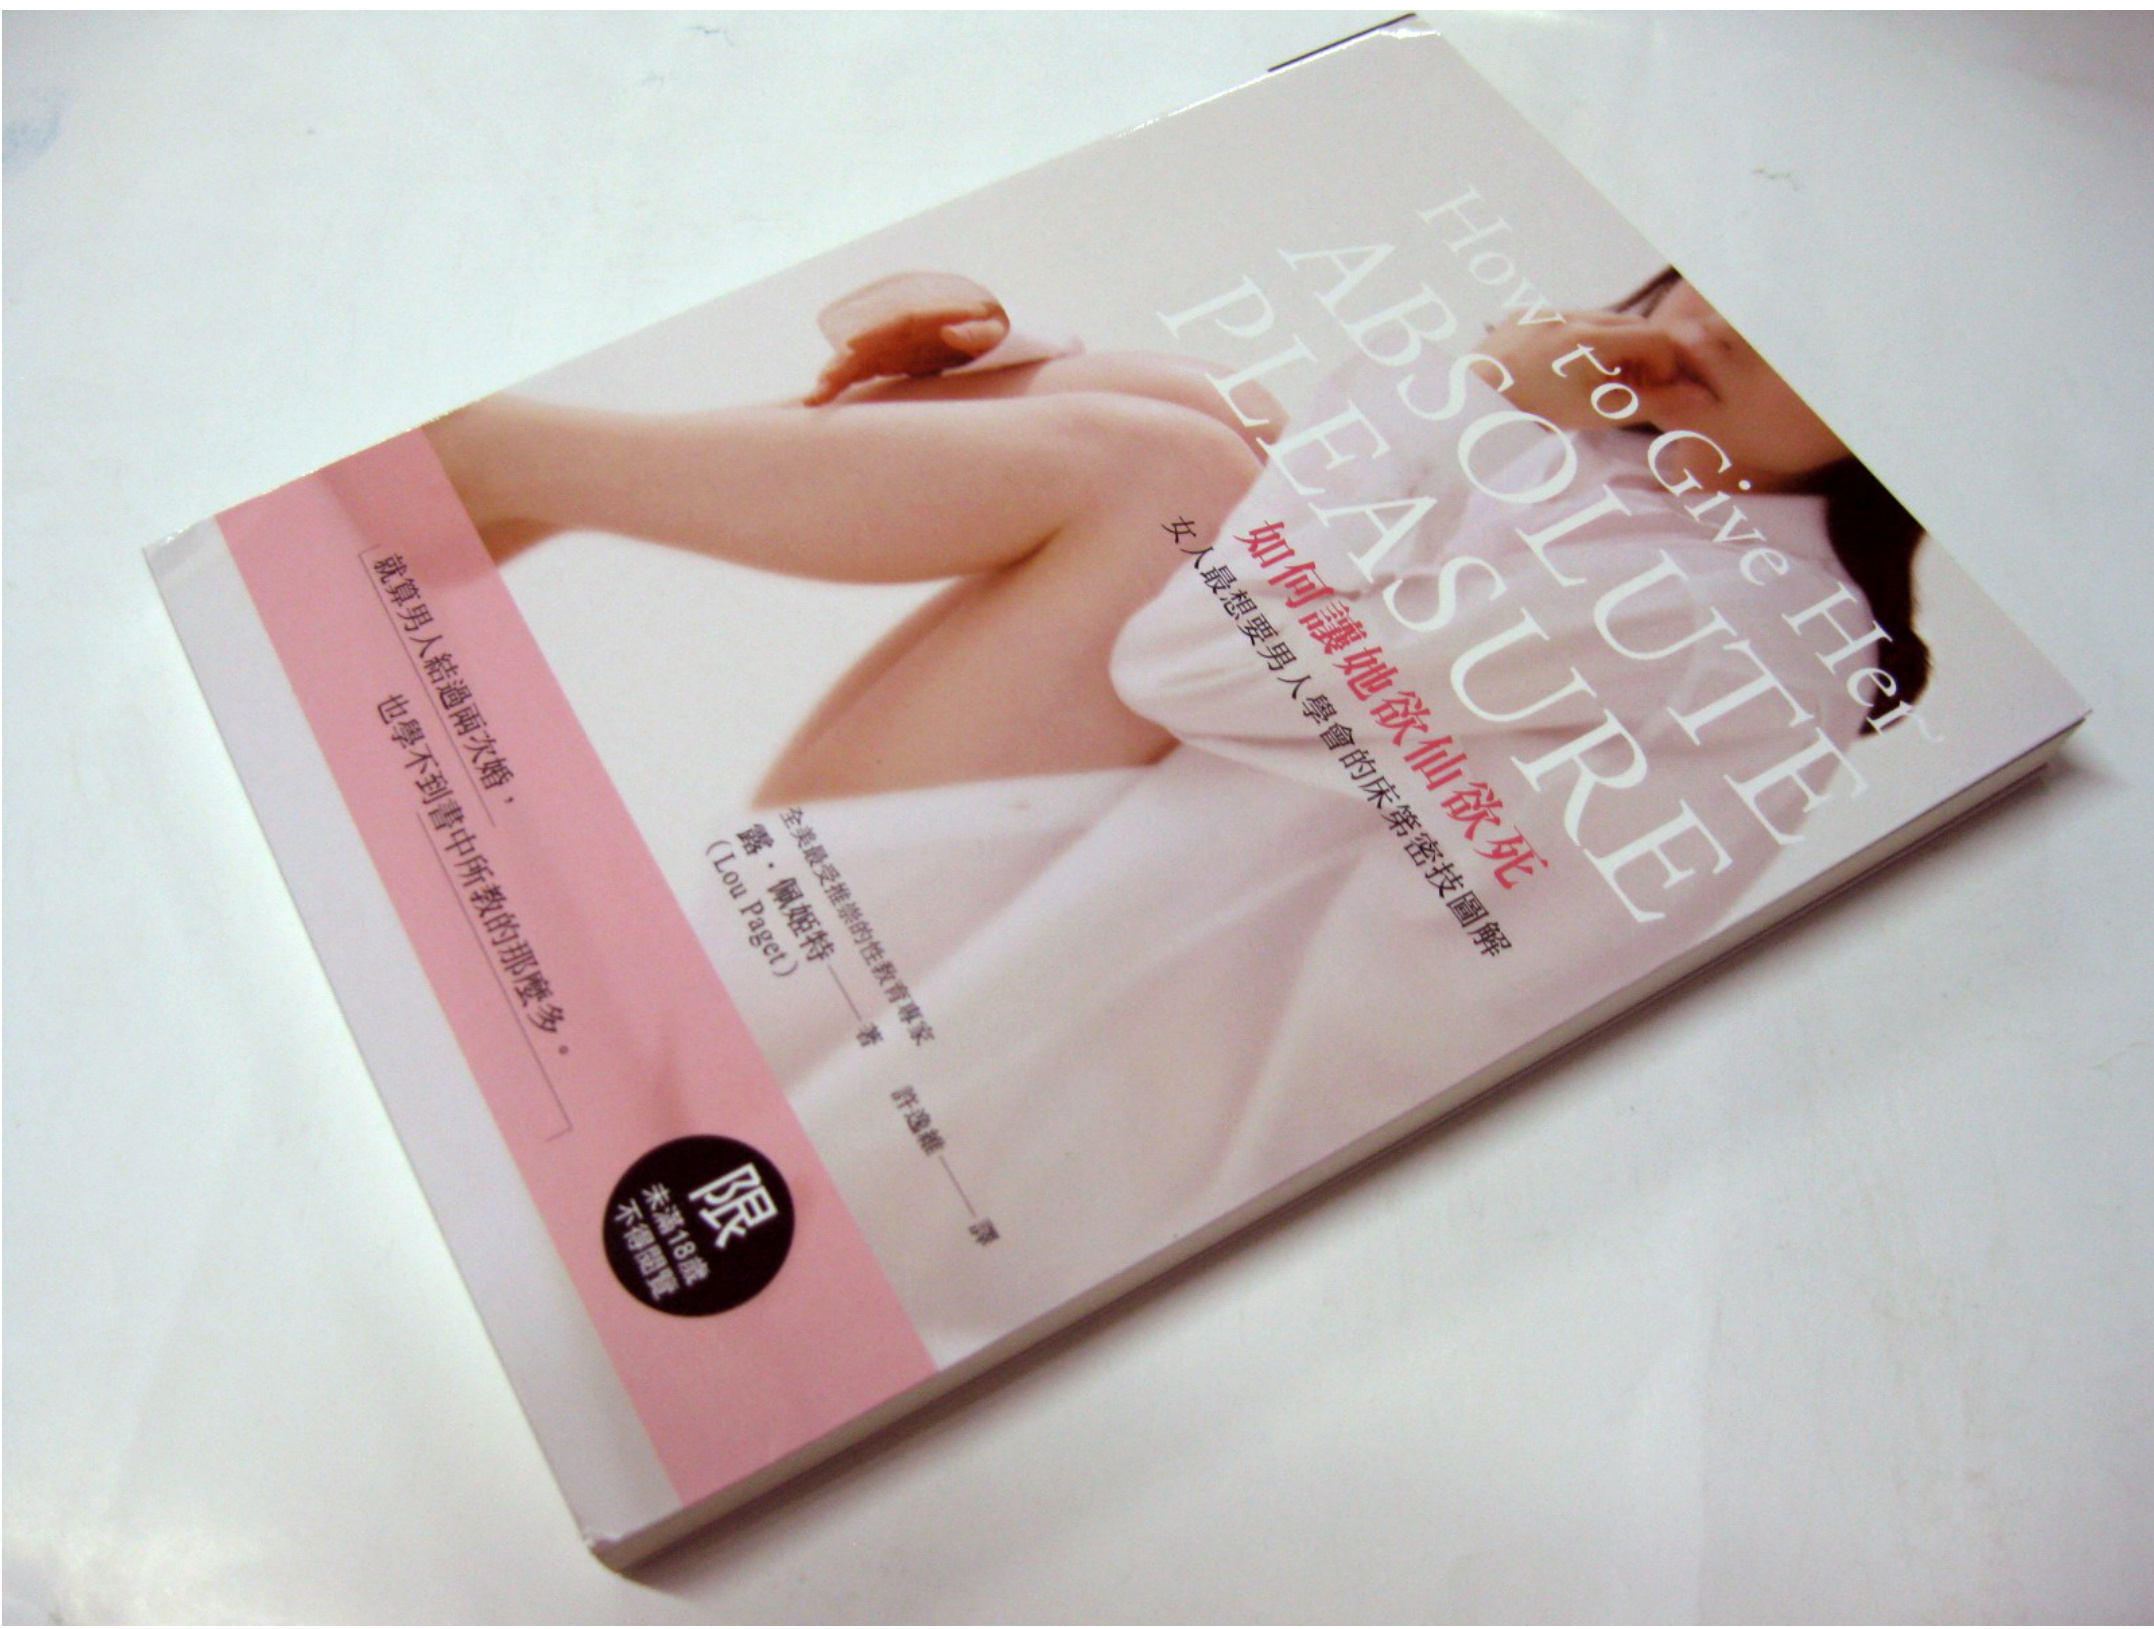 How to Give Her
ABSOLUTE
PLEASURE
如何讓她欲仙欲死
女人最想要男人學會的床笫密技圖解
全美最受推崇的性教育專家
露・佩姬特——著
(Lou Paget)
許逸維——譯
就算男人結過兩次婚，
也學不到書中所教的那麼多。
限
未滿18歲
不得閱覽